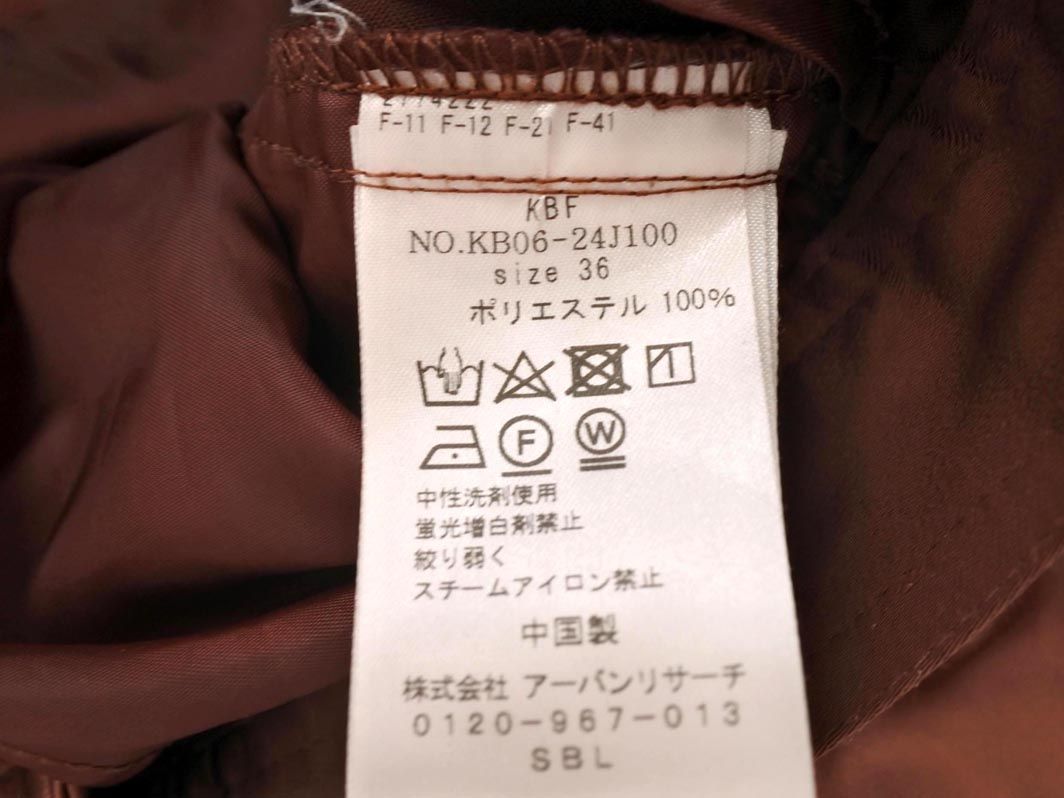 F-11 F-12 F-21 F-41
KBF
NO.KB06-24J100
size 36
ポリエステル 100%
F W
中性洗剤使用
蛍光増白剤禁止
絞り弱く
スチームアイロン禁止
中国製
株式会社 アーバンリサーチ
0120-967-013
SBL